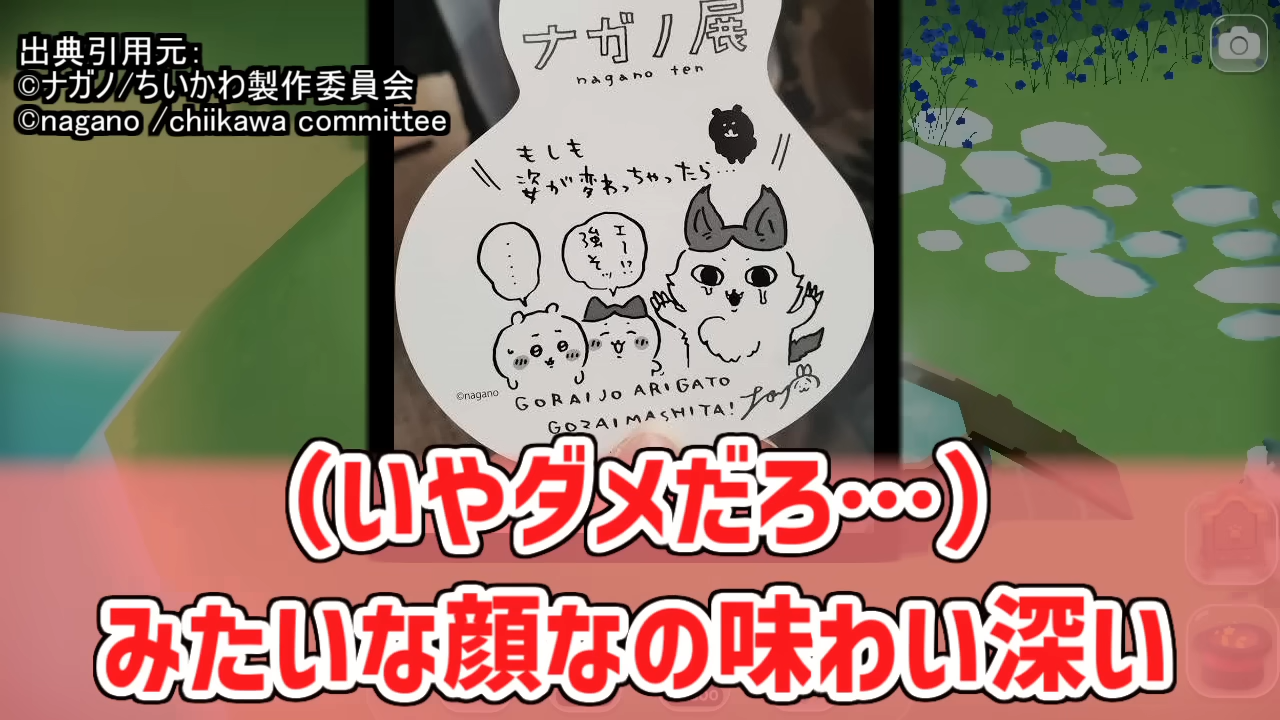 出典引用元:
©ナガノ/ちいかわ製作委員会
©nagano /chiikawa committee
ナガノ展
nagano ten
もしも
姿が変わっちゃったら…
エーッ!?
強そッ
……
©nagano
GORAIJO ARIGATO
GOZAIMASHITA!
(いやダメだろ…)
みたいな顔なの味わい深い